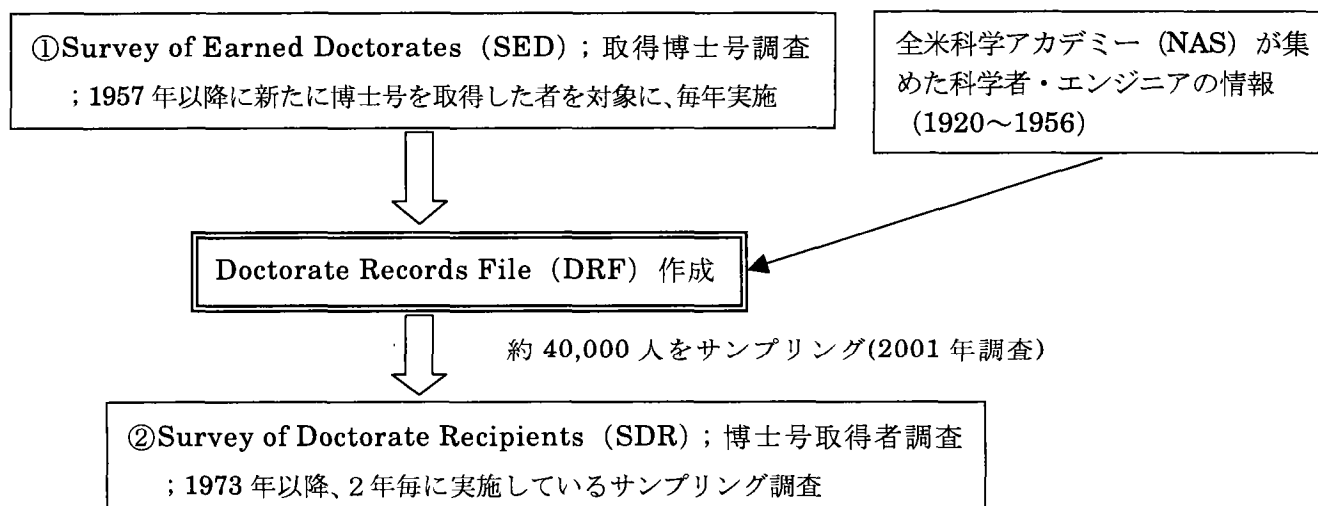 ①Survey of Earned Doctorates（SED）；取得博士号調査
；1957 年以降に新たに博士号を取得した者を対象に、毎年実施
全米科学アカデミー（NAS）が集
めた科学者・エンジニアの情報
（1920～1956）
Doctorate Records File（DRF）作成
約 40,000 人をサンプリング(2001 年調査)
②Survey of Doctorate Recipients（SDR）；博士号取得者調査
；1973 年以降、２年毎に実施しているサンプリング調査